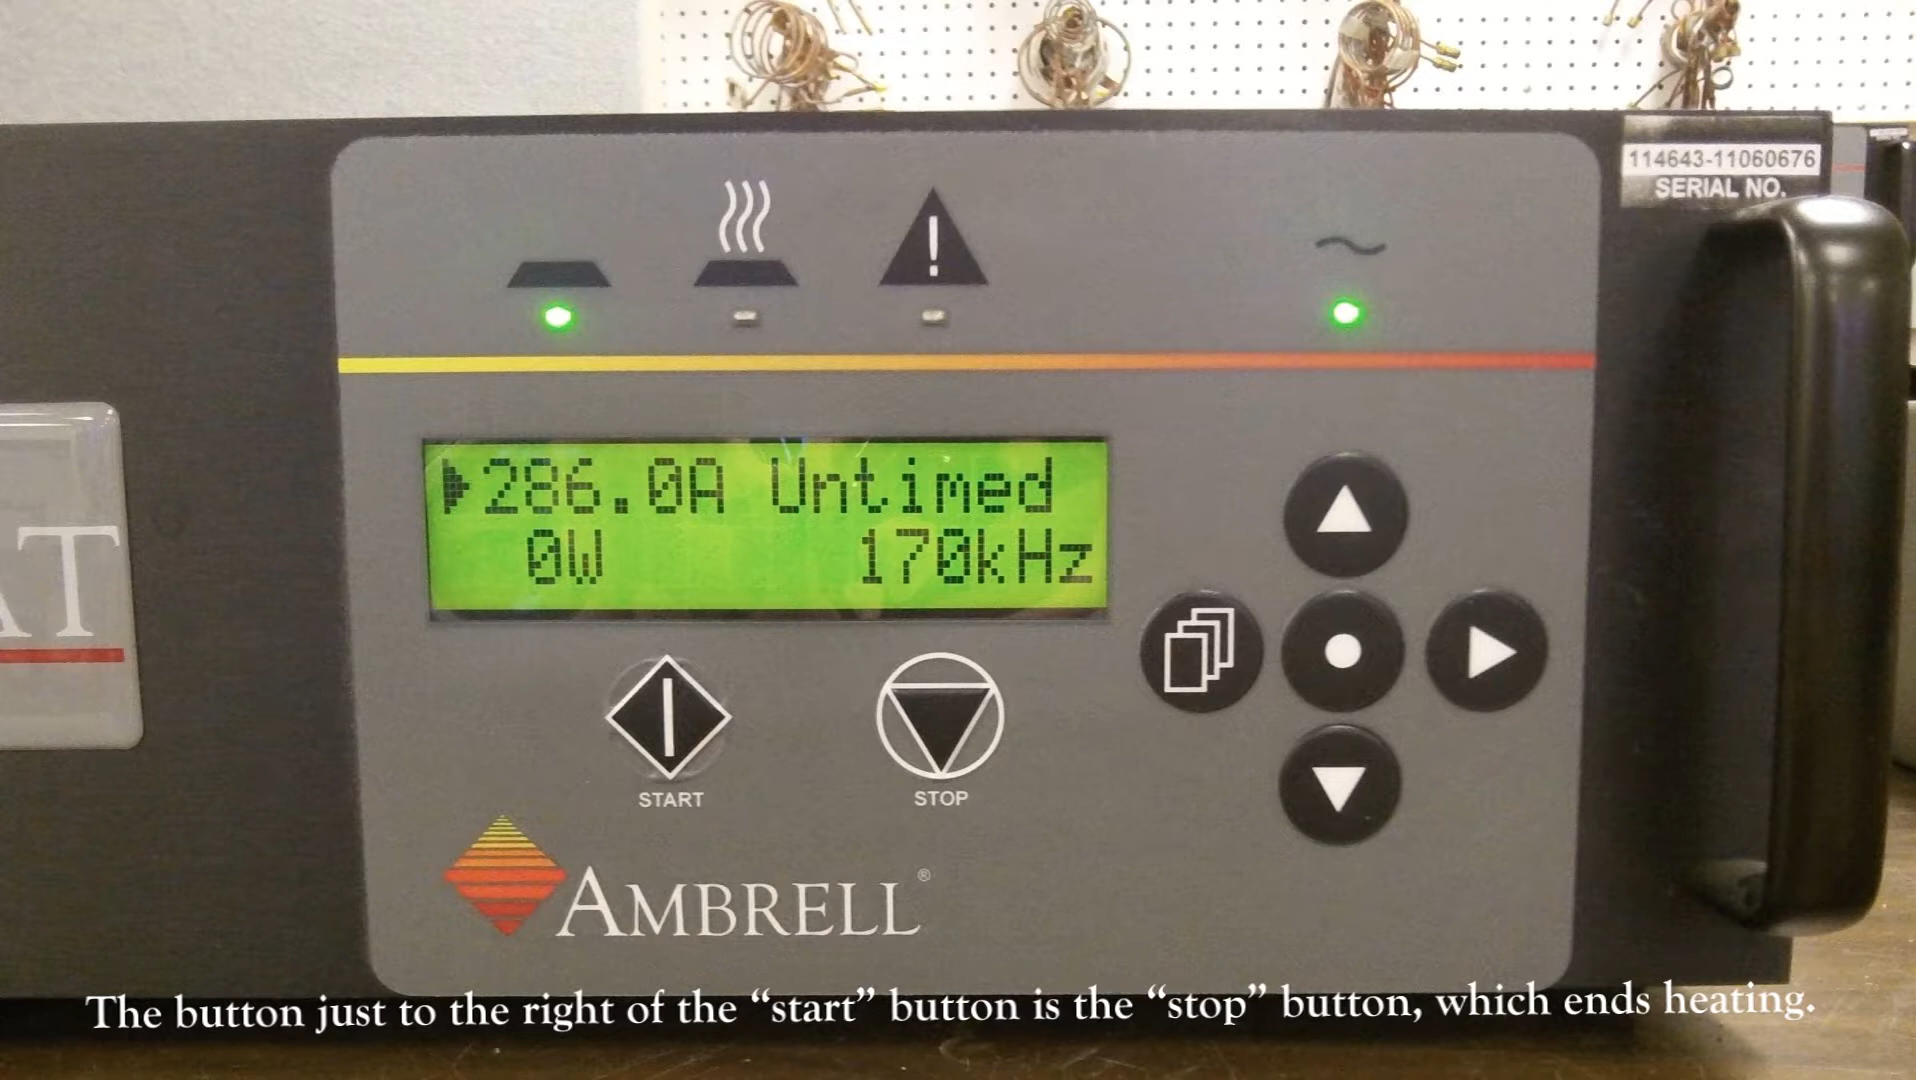 114643-11060676
SERIAL NO.
286.0A Untimed
0W 170kHz
AT
START
STOP
AMBRELL®
The button just to the right of the “start” button is the “stop” button, which ends heating.